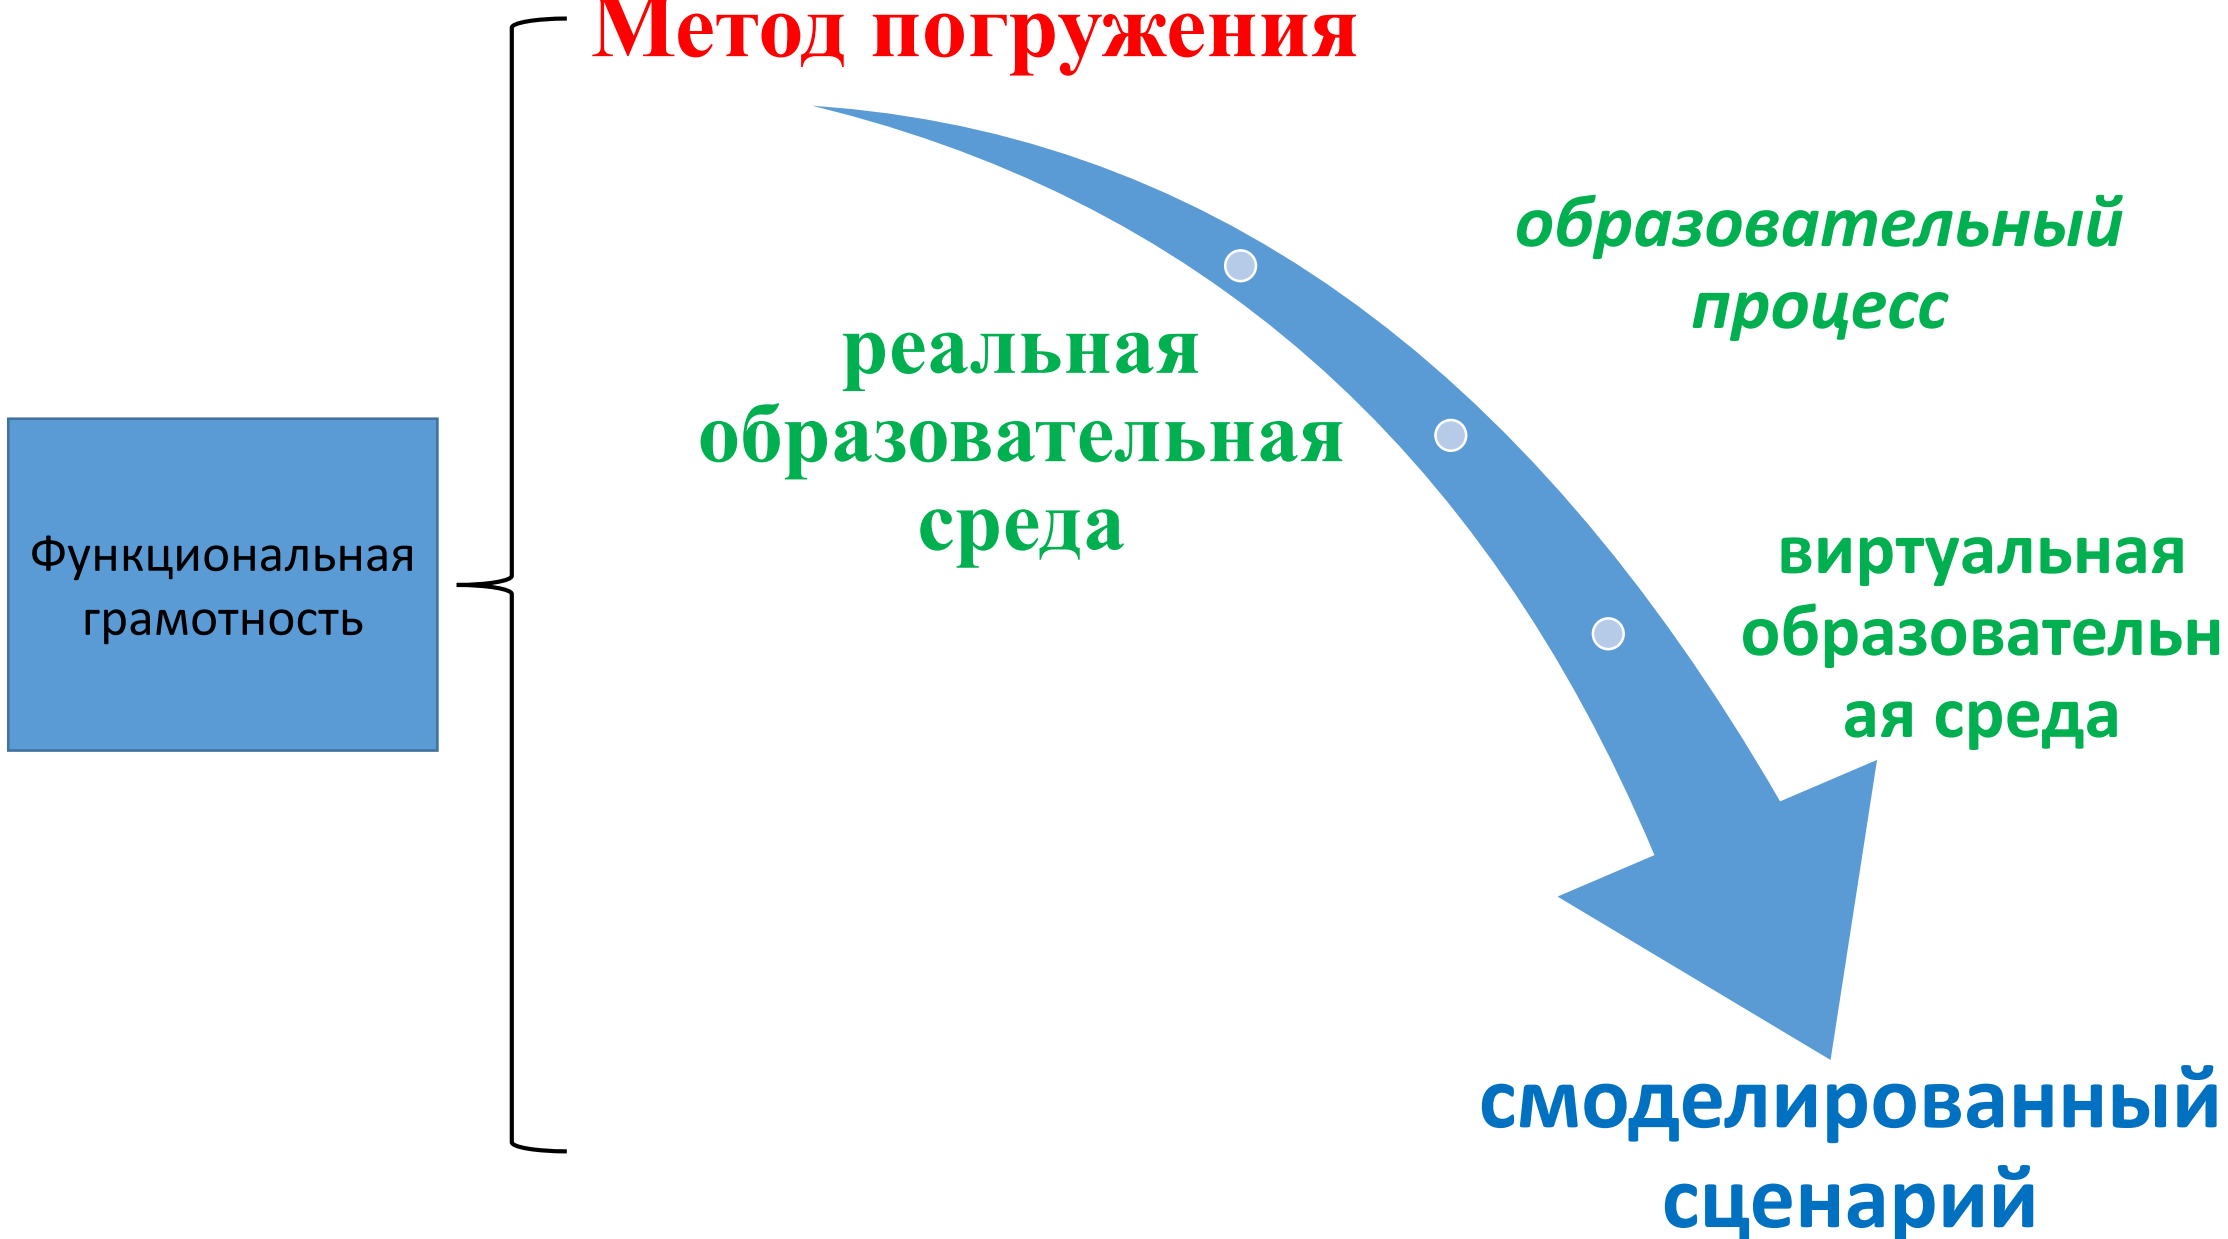 Метод погружения
образовательный
процесс
реальная
образовательная
среда
Функциональная
грамотность
виртуальная
образовательн
ая среда
смоделированный
сценарий